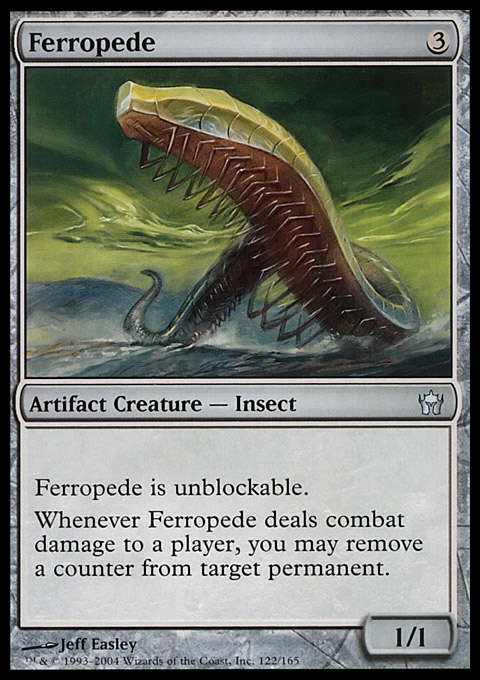 Ferropede 3
Artifact Creature — Insect
Ferropede is unblockable.
Whenever Ferropede deals combat
damage to a player, you may remove
a counter from target permanent.
Jeff Easley
™ & © 1993–2004 Wizards of the Coast, Inc. 122/165
1/1